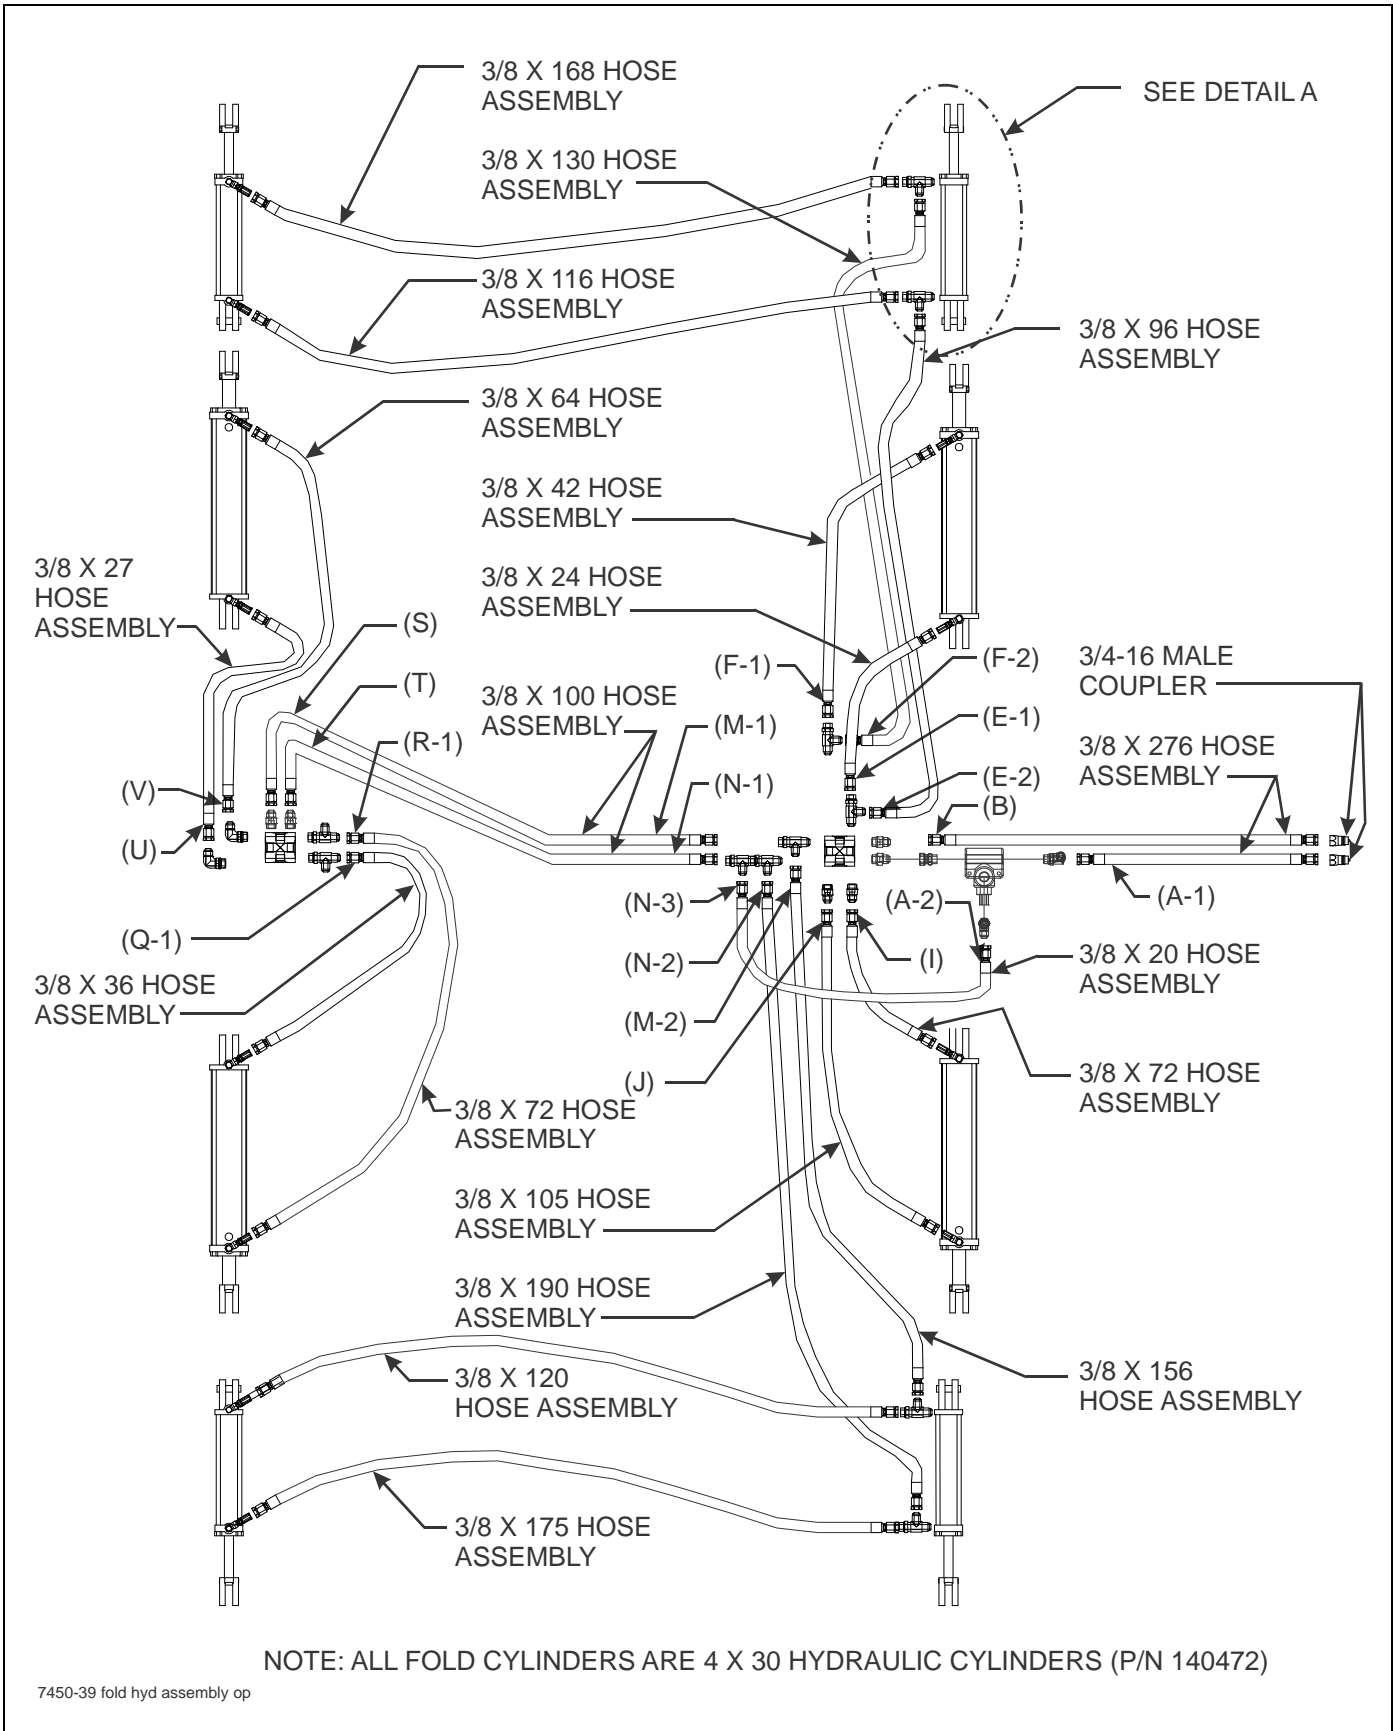 3/8 X 168 HOSE
ASSEMBLY
SEE DETAIL A
3/8 X 130 HOSE
ASSEMBLY
3/8 X 116 HOSE
ASSEMBLY
3/8 X 96 HOSE
ASSEMBLY
3/8 X 64 HOSE
ASSEMBLY
3/8 X 42 HOSE
ASSEMBLY
3/8 X 27
HOSE
ASSEMBLY
3/8 X 24 HOSE
ASSEMBLY
(S)
(T)
(R-1)
3/8 X 100 HOSE
ASSEMBLY
(F-1)
(F-2)
3/4-16 MALE
COUPLER
(M-1)
(E-1)
3/8 X 276 HOSE
ASSEMBLY
(N-1)
(E-2)
(B)
(V)
(U)
(N-3)
(A-2)
(A-1)
(Q-1)
(N-2)
(I)
3/8 X 20 HOSE
ASSEMBLY
3/8 X 36 HOSE
ASSEMBLY
(M-2)
(J)
3/8 X 72 HOSE
ASSEMBLY
3/8 X 72 HOSE
ASSEMBLY
3/8 X 105 HOSE
ASSEMBLY
3/8 X 190 HOSE
ASSEMBLY
3/8 X 120
HOSE ASSEMBLY
3/8 X 156
HOSE ASSEMBLY
3/8 X 175 HOSE
ASSEMBLY
NOTE: ALL FOLD CYLINDERS ARE 4 X 30 HYDRAULIC CYLINDERS (P/N 140472)
7450-39 fold hyd assembly op